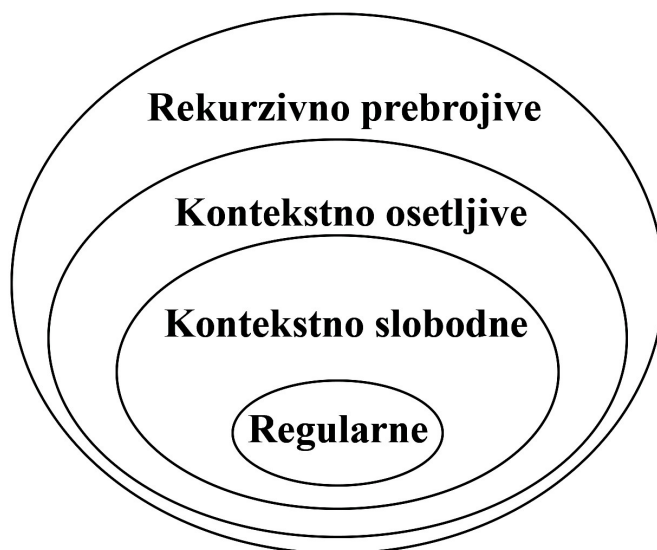 Rekurzivno prebrojive
Kontekstno osetljive
Kontekstno slobodne
Regularne